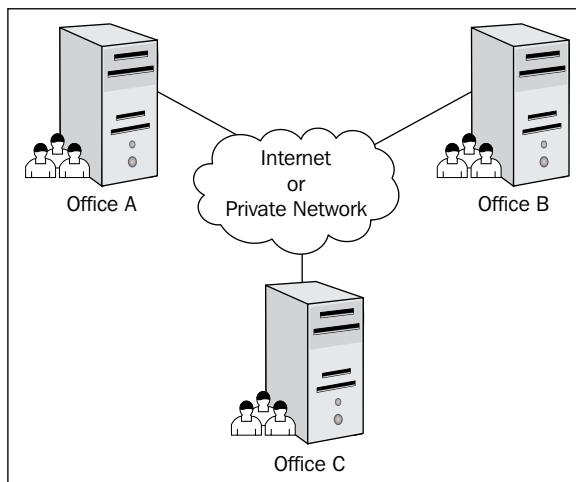 Internet
or
Private Network
Office A
Office B
Office C